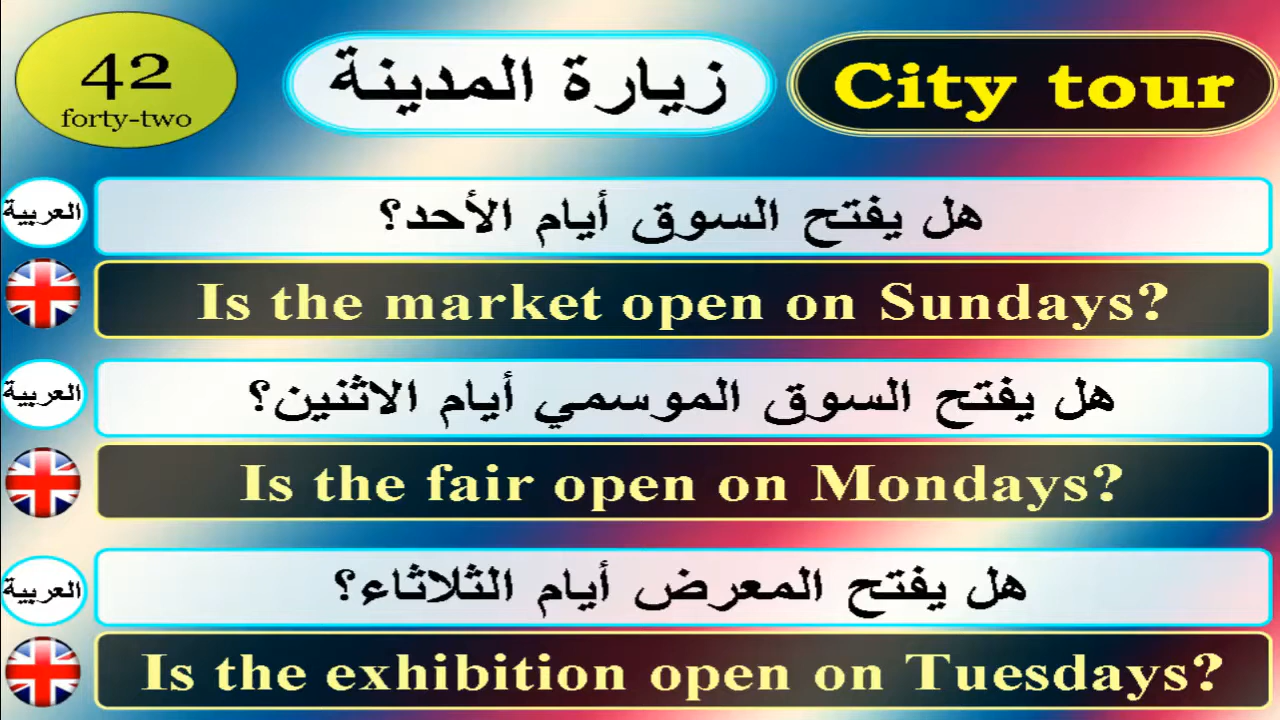 42
forty-two
زيارة المدينة
City tour
العربية
هل يفتح السوق أيام الأحد؟
Is the market open on Sundays?
العربية
هل يفتح السوق الموسمي أيام الاثنين؟
Is the fair open on Mondays?
العربية
هل يفتح المعرض أيام الثلاثاء؟
Is the exhibition open on Tuesdays?